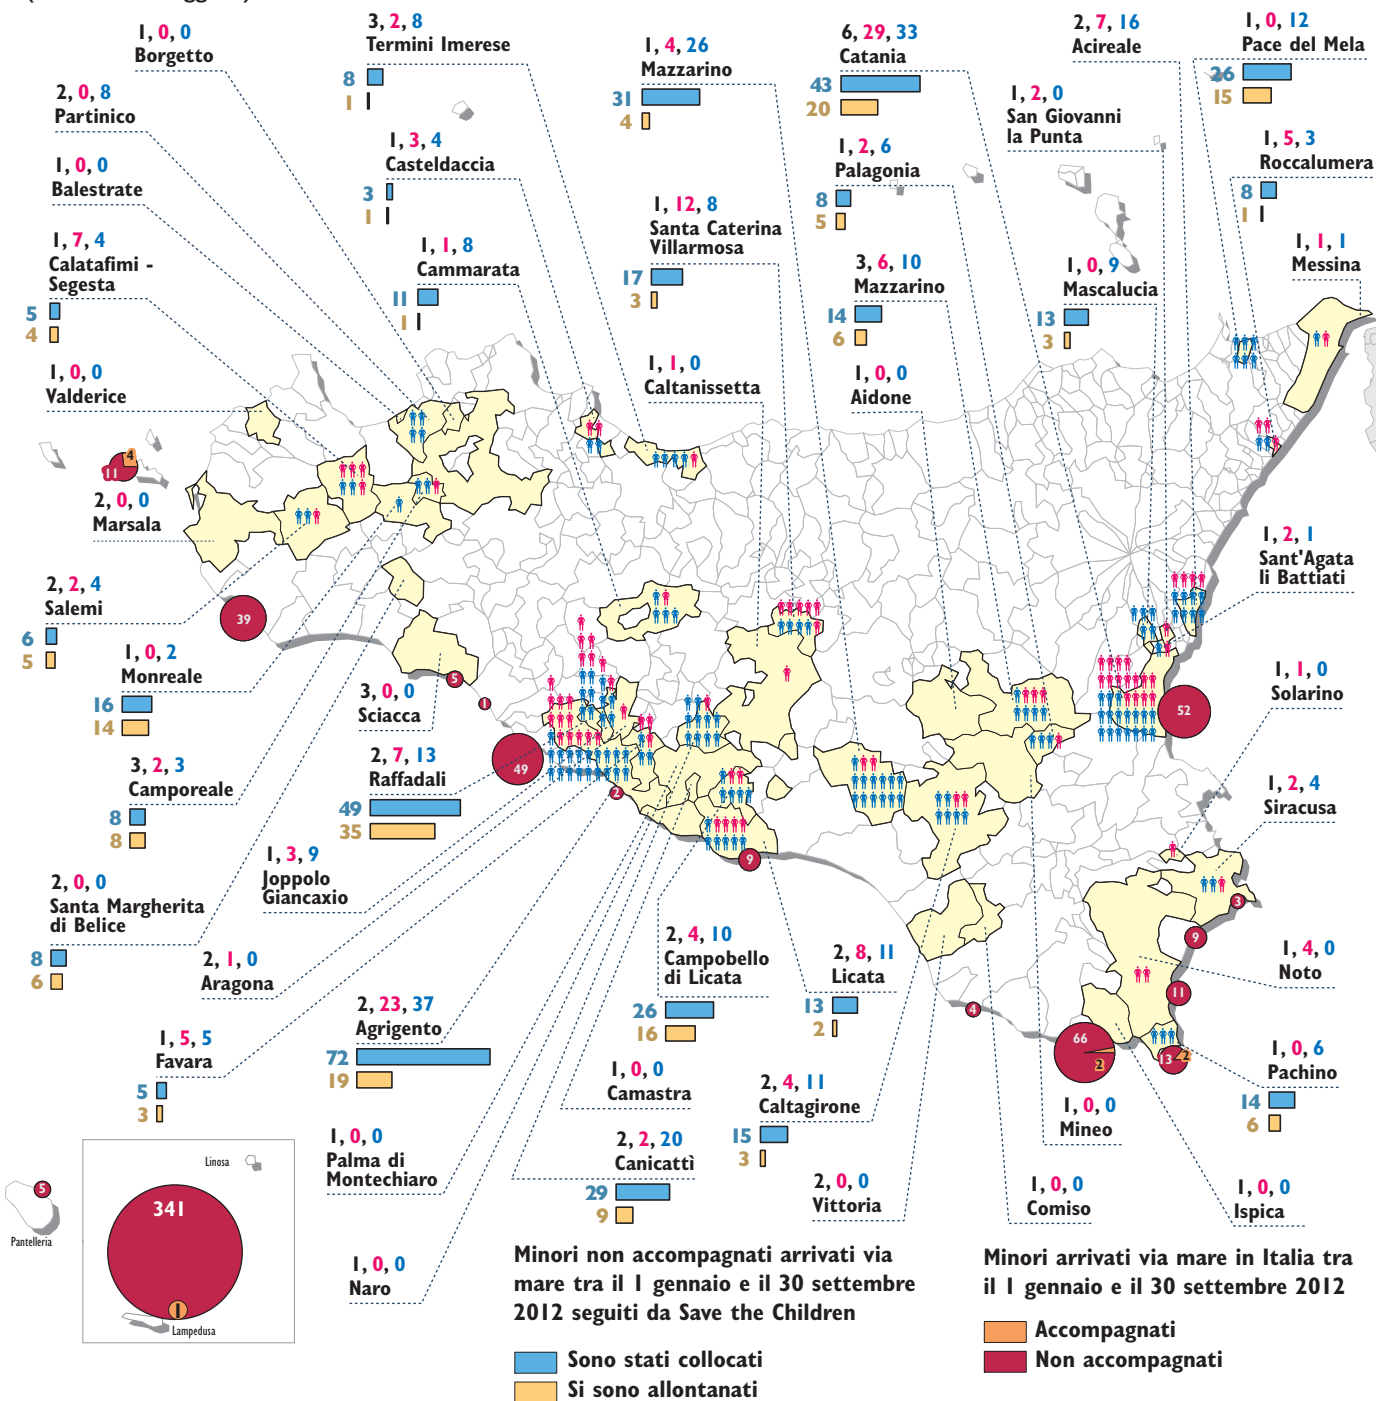 1, 0, 0
Borgetto
3, 2, 8
Termini Imerese
8
1
1, 4, 26
Mazzarino
31
4
6, 29, 33
Catania
43
20
2, 7, 16
Acireale
1, 0, 12
Pace del Mela
26
15
2, 0, 8
Partinico
1, 3, 4
Casteldaccia
3
1
1, 2, 6
Palagonia
8
5
1, 2, 0
San Giovanni
la Punta
1, 5, 3
Roccalumera
8
1
1, 0, 0
Balestrate
1, 7, 4
Calatafimi -
Segesta
5
4
1, 1, 8
Cammarata
11
1
1, 12, 8
Santa Caterina
Villarmosa
17
3
3, 6, 10
Mazzarino
14
6
1, 0, 9
Mascalucia
13
3
1, 1, 1
Messina
1, 0, 0
Valderice
1, 1, 0
Caltanissetta
1, 0, 0
Aidone
4
11
2, 0, 0
Marsala
1, 2, 1
Sant'Agata
li Battiati
2, 2, 4
Salemi
6
5
39
1, 0, 2
Monreale
16
14
5
1
3, 0, 0
Sciacca
1, 1, 0
Solarino
52
49
2
2, 7, 13
Raffadali
49
35
3, 2, 3
Camporeale
8
8
1, 2, 4
Siracusa
9
1, 3, 9
Joppolo
Giancaxio
2, 0, 0
Santa Margherita
di Belice
8
6
3
9
2, 1, 0
Aragona
2, 4, 10
Campobello
di Licata
26
16
2, 8, 11
Licata
13
2
1, 4, 0
Noto
11
4
2, 23, 37
Agrigento
72
19
1, 5, 5
Favara
5
3
66
2
13
2
1, 0, 6
Pachino
14
6
1, 0, 0
Camastra
2, 4, 11
Caltagirone
15
3
1, 0, 0
Mineo
1, 0, 0
Palma di
Montechiaro
2, 2, 20
Canicattì
29
9
2, 0, 0
Vittoria
1, 0, 0
Comiso
1, 0, 0
Ispica
Linosa
341
1
Lampedusa
5
Pantelleria
1, 0, 0
Naro
Minori non accompagnati arrivati via
mare tra il 1 gennaio e il 30 settembre
2012 seguiti da Save the Children
Sono stati collocati
Si sono allontanati
Minori arrivati via mare in Italia tra
il 1 gennaio e il 30 settembre 2012
Accompagnati
Non accompagnati